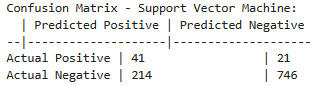 Confusion Matrix - Support Vector Machine:
| Predicted Positive | Predicted Negative
--|--------------------|--------------------
Actual Positive | 41 | 21
Actual Negative | 214 | 746